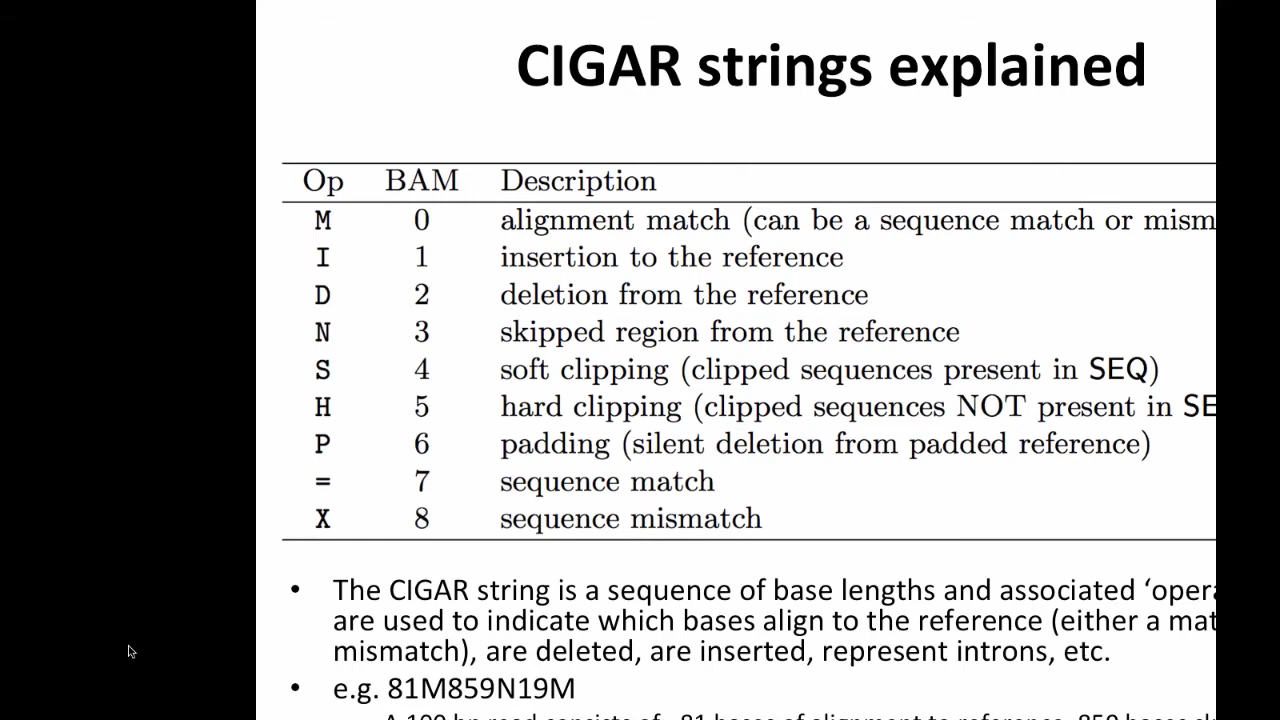 CIGAR strings explained
Op BAM Description
M 0 alignment match (can be a sequence match or mism
I 1 insertion to the reference
D 2 deletion from the reference
N 3 skipped region from the reference
S 4 soft clipping (clipped sequences present in SEQ)
H 5 hard clipping (clipped sequences NOT present in SE
P 6 padding (silent deletion from padded reference)
= 7 sequence match
X 8 sequence mismatch
• The CIGAR string is a sequence of base lengths and associated ‘opera
are used to indicate which bases align to the reference (either a mat
mismatch), are deleted, are inserted, represent introns, etc.
• e.g. 81M859N19M